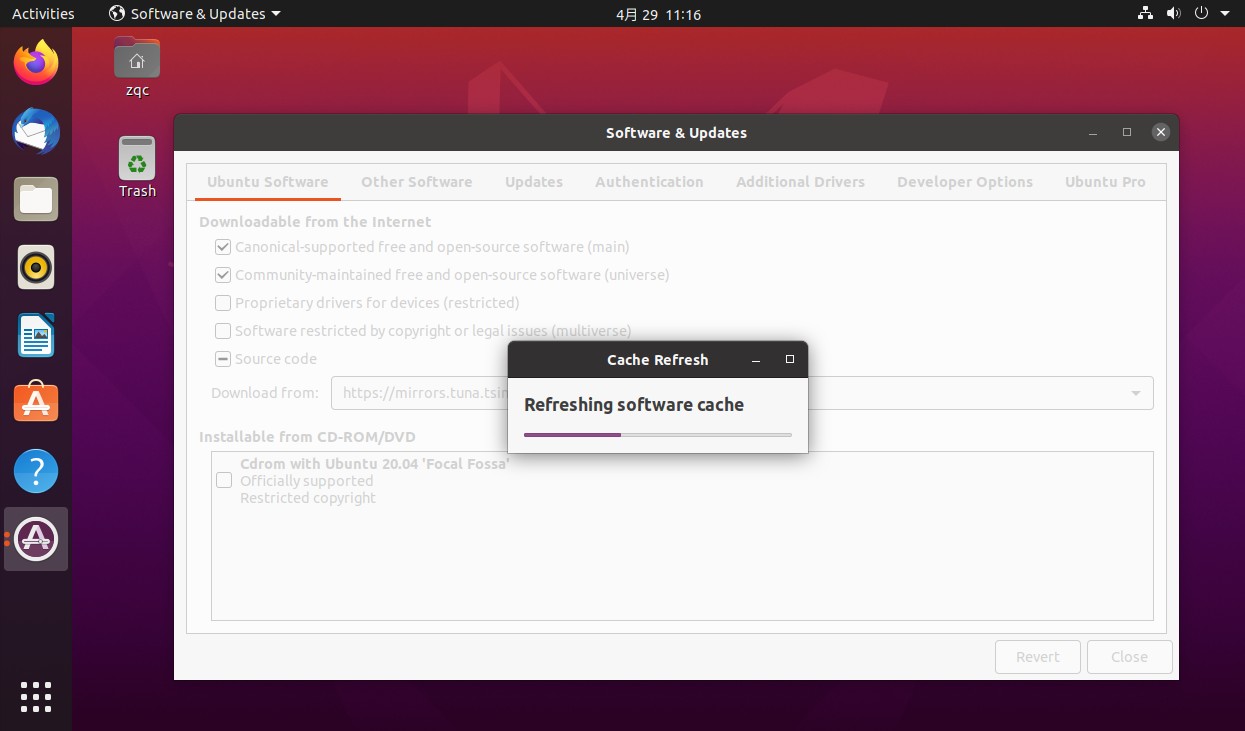 Activities
Software & Updates
4月 29 11:16
zqc
Trash
Software & Updates
Ubuntu Software
Other Software
Updates
Authentication
Additional Drivers
Developer Options
Ubuntu Pro
Downloadable from the Internet
Canonical-supported free and open-source software (main)
Community-maintained free and open-source software (universe)
Proprietary drivers for devices (restricted)
Software restricted by copyright or legal issues (multiverse)
Source code
Download from:
https://mirrors.tuna.tsin
Cache Refresh
Refreshing software cache
Installable from CD-ROM/DVD
Cdrom with Ubuntu 20.04 'Focal Fossa'
Officially supported
Restricted copyright
Revert
Close